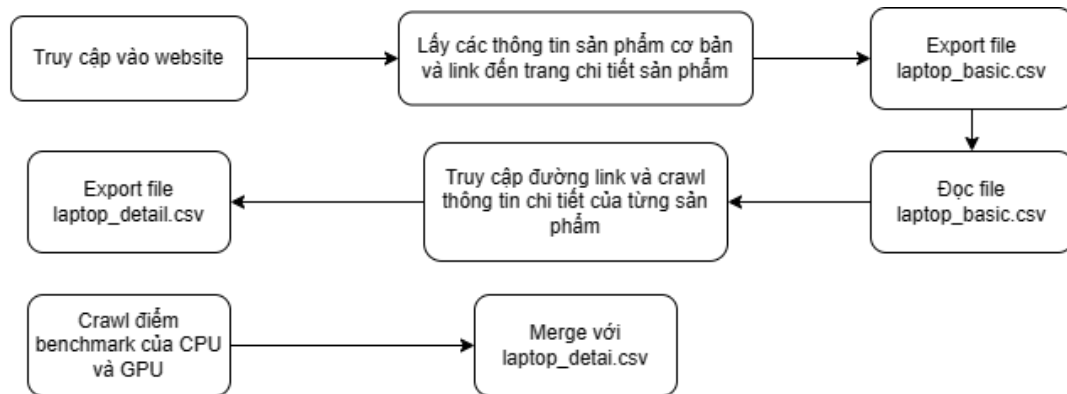 Truy cập vào website
Lấy các thông tin sản phẩm cơ bản
và link đến trang chi tiết sản phẩm
Export file
laptop_basic.csv
Đọc file
laptop_basic.csv
Truy cập đường link và crawl
thông tin chi tiết của từng sản
phẩm
Export file
laptop_detail.csv
Crawl điểm
benchmark của CPU
và GPU
Merge với
laptop_detai.csv